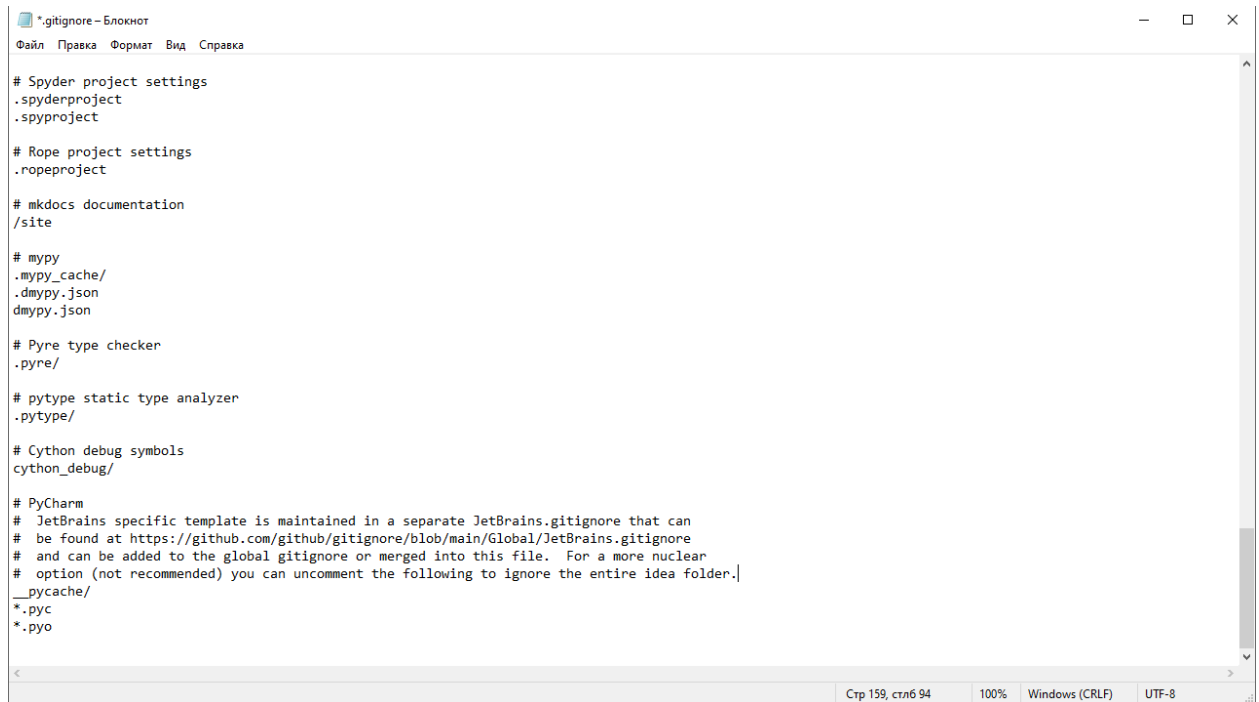 *.gitignore – Блокнот
Файл Правка Формат Вид Справка
# Spyder project settings
.spyderproject
.spyproject
# Rope project settings
.ropeproject
# mkdocs documentation
/site
# mypy
.mypy_cache/
.dmypy.json
dmypy.json
# Pyre type checker
.pyre/
# pytype static type analyzer
.pytype/
# Cython debug symbols
cython_debug/
# PyCharm
#  JetBrains specific template is maintained in a separate JetBrains.gitignore that can
#  be found at https://github.com/github/gitignore/blob/main/Global/JetBrains.gitignore
#  and can be added to the global gitignore or merged into this file.  For a more nuclear
#  option (not recommended) you can uncomment the following to ignore the entire idea folder.
__pycache/
*.pyc
*.pyo
Стр 159, стлб 94 100% Windows (CRLF) UTF-8